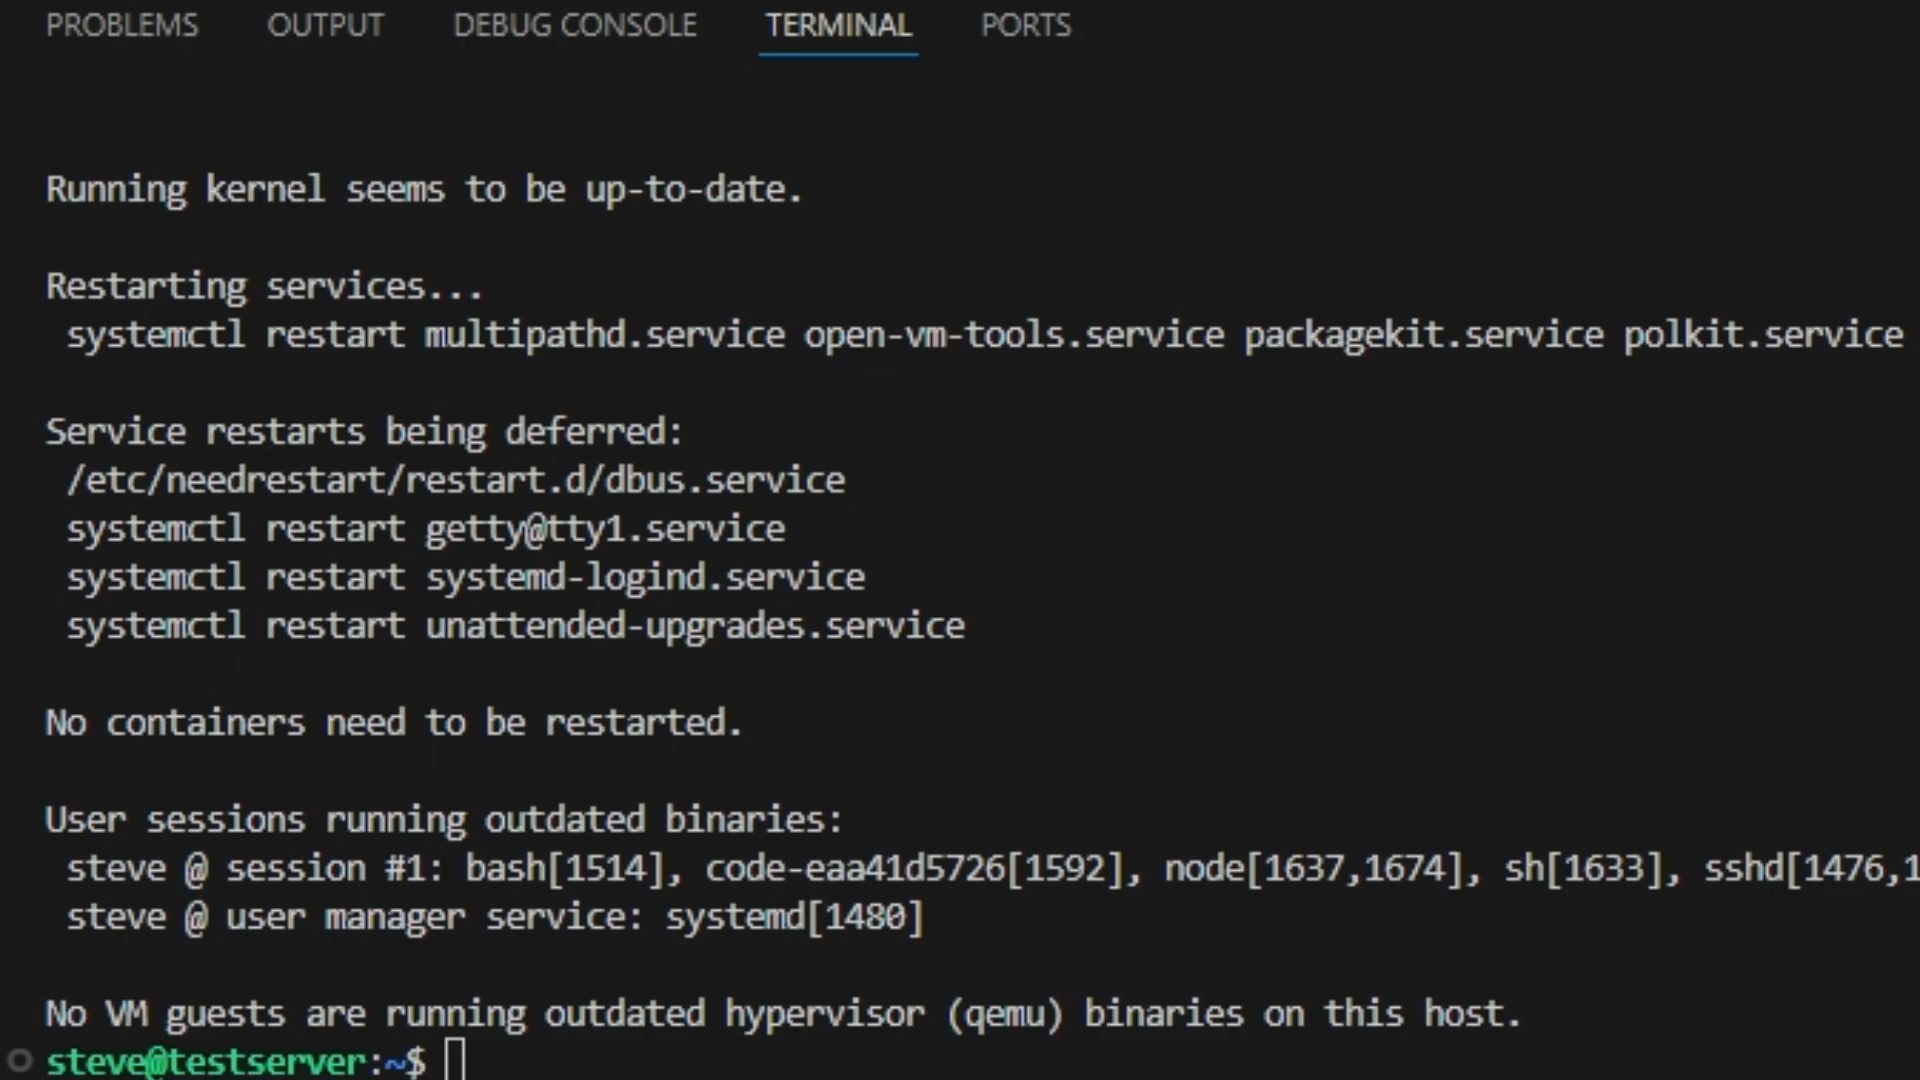 PROBLEMS OUTPUT DEBUG CONSOLE TERMINAL PORTS
Running kernel seems to be up-to-date.
Restarting services...
systemctl restart multipathd.service open-vm-tools.service packagekit.service polkit.service
Service restarts being deferred:
/etc/needrestart/restart.d/dbus.service
systemctl restart getty@tty1.service
systemctl restart systemd-logind.service
systemctl restart unattended-upgrades.service
No containers need to be restarted.
User sessions running outdated binaries:
steve @ session #1: bash[1514], code-eaa41d5726[1592], node[1637,1674], sh[1633], sshd[1476,1
steve @ user manager service: systemd[1480]
No VM guests are running outdated hypervisor (qemu) binaries on this host.
steve@testserver:~$